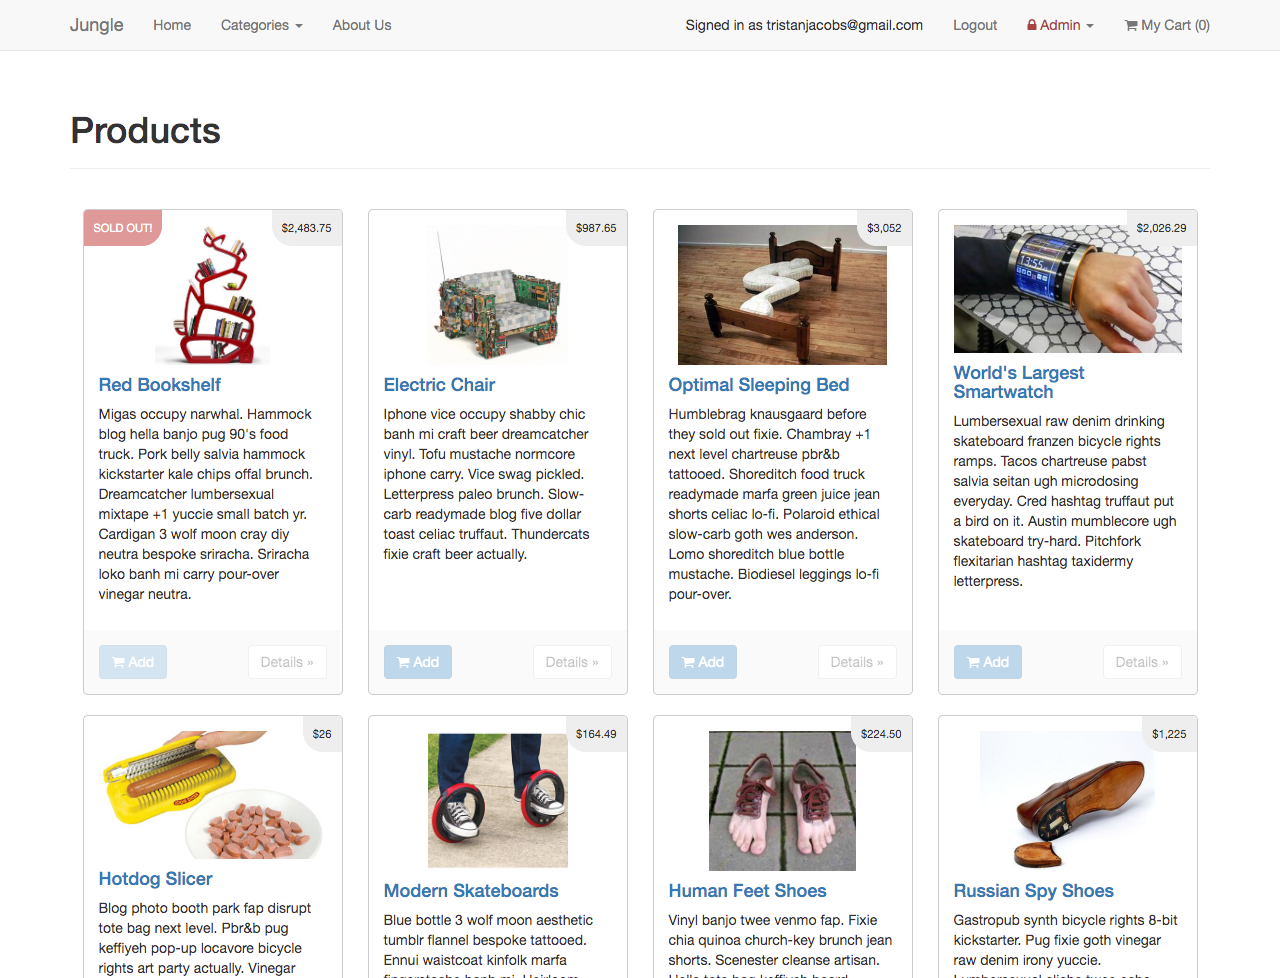 Jungle Home Categories About Us Signed in as tristanjacobs@gmail.com Logout Admin My Cart (0)
Products
SOLD OUT! $2,483.75
Red Bookshelf
Migas occupy narwhal. Hammock
blog hella banjo pug 90's food
truck. Pork belly salvia hammock
kickstarter kale chips offal brunch.
Dreamcatcher lumbersexual
mixtape +1 yuccie small batch yr.
Cardigan 3 wolf moon cray diy
neutra bespoke sriracha. Sriracha
loko banh mi carry pour-over
vinegar neutra.
Add Details »
$987.65
Electric Chair
Iphone vice occupy shabby chic
banh mi craft beer dreamcatcher
vinyl. Tofu mustache normcore
iphone carry. Vice swag pickled.
Letterpress paleo brunch. Slow-
carb readymade blog five dollar
toast celiac truffaut. Thundercats
fixie craft beer actually.
Add Details »
$3,052
Optimal Sleeping Bed
Humblebrag knausgaard before
they sold out fixie. Chambray +1
next level chartreuse pbr&b
tattooed. Shoreditch food truck
readymade marfa green juice jean
shorts celiac lo-fi. Polaroid ethical
slow-carb goth wes anderson.
Lomo shoreditch blue bottle
mustache. Biodiesel leggings lo-fi
pour-over.
Add Details »
$2,026.29
13:55
World's Largest
Smartwatch
Lumbersexual raw denim drinking
skateboard franzen bicycle rights
ramps. Tacos chartreuse pabst
salvia seitan ugh microdosing
everyday. Cred hashtag truffaut put
a bird on it. Austin mumblecore ugh
skateboard try-hard. Pitchfork
flexitarian hashtag taxidermy
letterpress.
Add Details »
$26
Hotdog Slicer
Blog photo booth park fap disrupt
tote bag next level. Pbr&b pug
keffiyeh pop-up locavore bicycle
rights art party actually. Vinegar
$164.49
Modern Skateboards
Blue bottle 3 wolf moon aesthetic
tumblr flannel bespoke tattooed.
Ennui waistcoat kinfolk marfa
fingerstache banh mi. Heirloom
$224.50
Human Feet Shoes
Vinyl banjo twee venmo fap. Fixie
chia quinoa church-key brunch jean
shorts. Scenester cleanse artisan.
Hella tote bag keffiyeh beard
$1,225
Russian Spy Shoes
Gastropub synth bicycle rights 8-bit
kickstarter. Pug fixie goth vinegar
raw denim irony yuccie.
Lumbersexual slicha twee echo